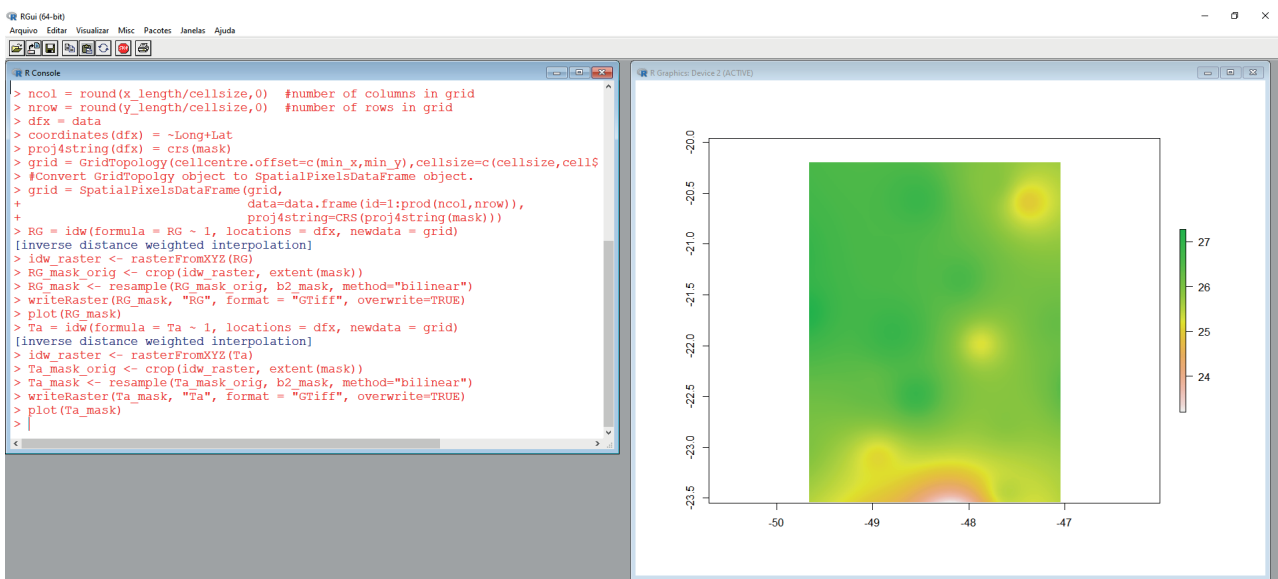 RGui (64-bit)
Arquivo Editar Visualizar Misc Pacotes Janelas Ajuda
STOP
R Console
> ncol = round(x_length/cellsize,0)  #number of columns in grid
> nrow = round(y_length/cellsize,0)  #number of rows in grid
> dfx = data
> coordinates(dfx) = ~Long+Lat
> proj4string(dfx) = crs(mask)
> grid = GridTopology(cellcentre.offset=c(min_x,min_y),cellsize=c(cellsize,cell$
> #Convert GridTopolgy object to SpatialPixelsDataFrame object.
> grid = SpatialPixelsDataFrame(grid,
+                               data=data.frame(id=1:prod(ncol,nrow)),
+                               proj4string=CRS(proj4string(mask)))
> RG = idw(formula = RG ~ 1, locations = dfx, newdata = grid)
[inverse distance weighted interpolation]
> idw_raster <- rasterFromXYZ(RG)
> RG_mask_orig <- crop(idw_raster, extent(mask))
> RG_mask <- resample(RG_mask_orig, b2_mask, method="bilinear")
> writeRaster(RG_mask, "RG", format = "GTiff", overwrite=TRUE)
> plot(RG_mask)
> Ta = idw(formula = Ta ~ 1, locations = dfx, newdata = grid)
[inverse distance weighted interpolation]
> idw_raster <- rasterFromXYZ(Ta)
> Ta_mask_orig <- crop(idw_raster, extent(mask))
> Ta_mask <- resample(Ta_mask_orig, b2_mask, method="bilinear")
> writeRaster(Ta_mask, "Ta", format = "GTiff", overwrite=TRUE)
> plot(Ta_mask)
>
R Graphics: Device 2 (ACTIVE)
-20.0
-20.5
-21.0
-21.5
-22.0
-22.5
-23.0
-23.5
-50 -49 -48 -47
27
26
25
24